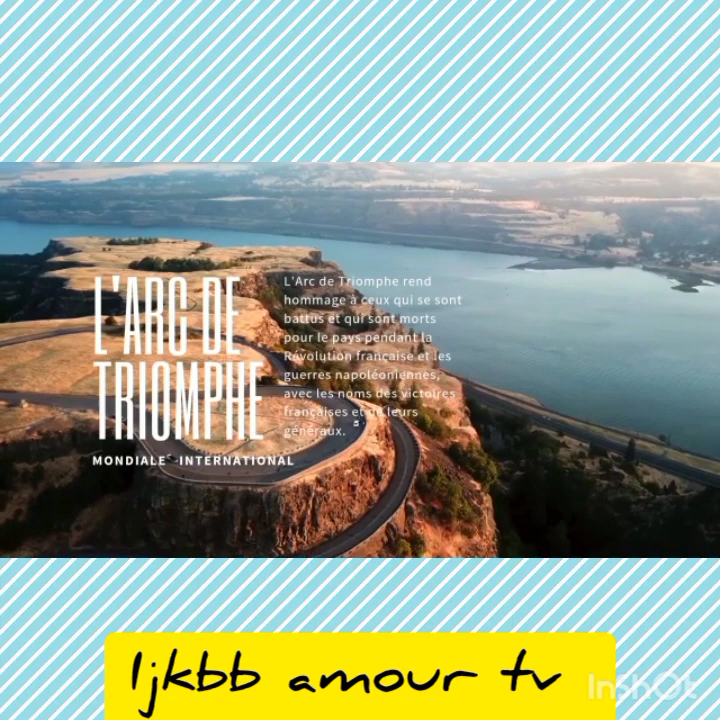 L'ARC DE
TRIOMPHE
MONDIALE INTERNATIONAL
L'Arc de Triomphe rend
hommage à ceux qui se sont
battus et qui sont morts
pour le pays pendant la
Révolution française et les
guerres napoléoniennes,
avec les noms des victoires
françaises et de leurs
généraux.
ljkbb amour tv
InShOt